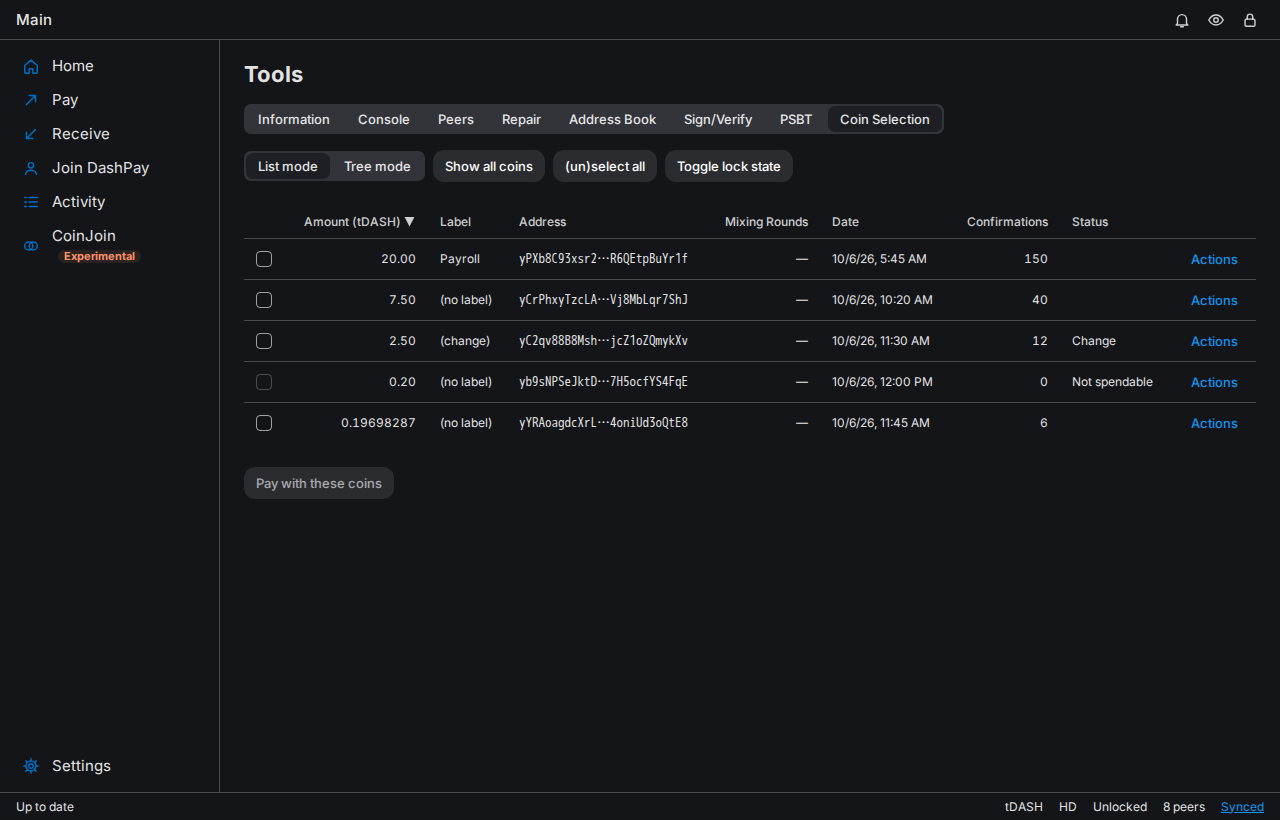 Main
Home
Pay
Receive
Join DashPay
Activity
CoinJoin
Experimental
Settings
Tools
Information Console Peers Repair Address Book Sign/Verify PSBT Coin Selection
List mode Tree mode Show all coins (un)select all Toggle lock state
Amount (tDASH) ▼ Label Address Mixing Rounds Date Confirmations Status
20.00 Payroll yPXb8C93xsr2⋯R6QEtpBuYr1f — 10/6/26, 5:45 AM 150 Actions
7.50 (no label) yCrPhxyTzcLA⋯Vj8MbLqr7ShJ — 10/6/26, 10:20 AM 40 Actions
2.50 (change) yC2qv88B8Msh⋯jcZ1oZQmykXv — 10/6/26, 11:30 AM 12 Change Actions
0.20 (no label) yb9sNPSeJktD⋯7H5ocfYS4FqE — 10/6/26, 12:00 PM 0 Not spendable Actions
0.19698287 (no label) yYRAoagdcXrL⋯4oniUd3oQtE8 — 10/6/26, 11:45 AM 6 Actions
Pay with these coins
Up to date tDASH HD Unlocked 8 peers Synced